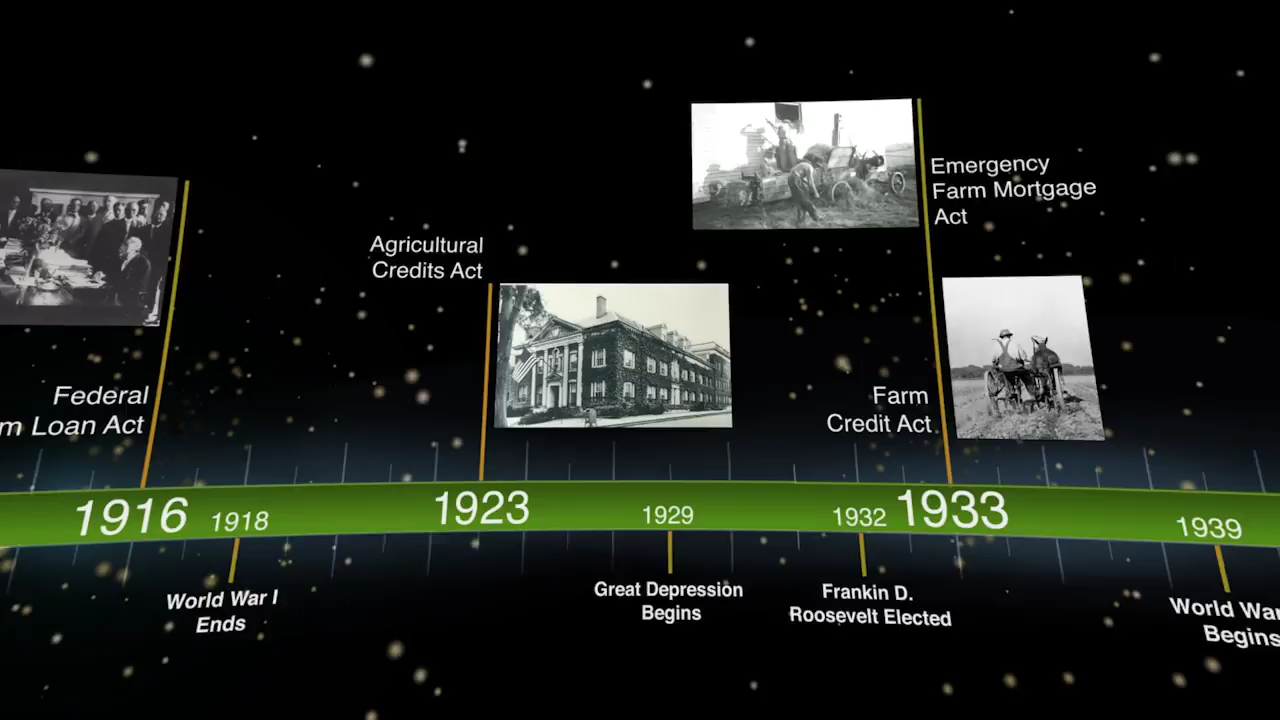 Emergency
Farm Mortgage
Act
Agricultural
Credits Act
Federal
m Loan Act
Farm
Credit Act
1916
1918
1923
1929
1932
1933
1939
World War I
Ends
Great Depression
Begins
Frankin D.
Roosevelt Elected
World War
Begins